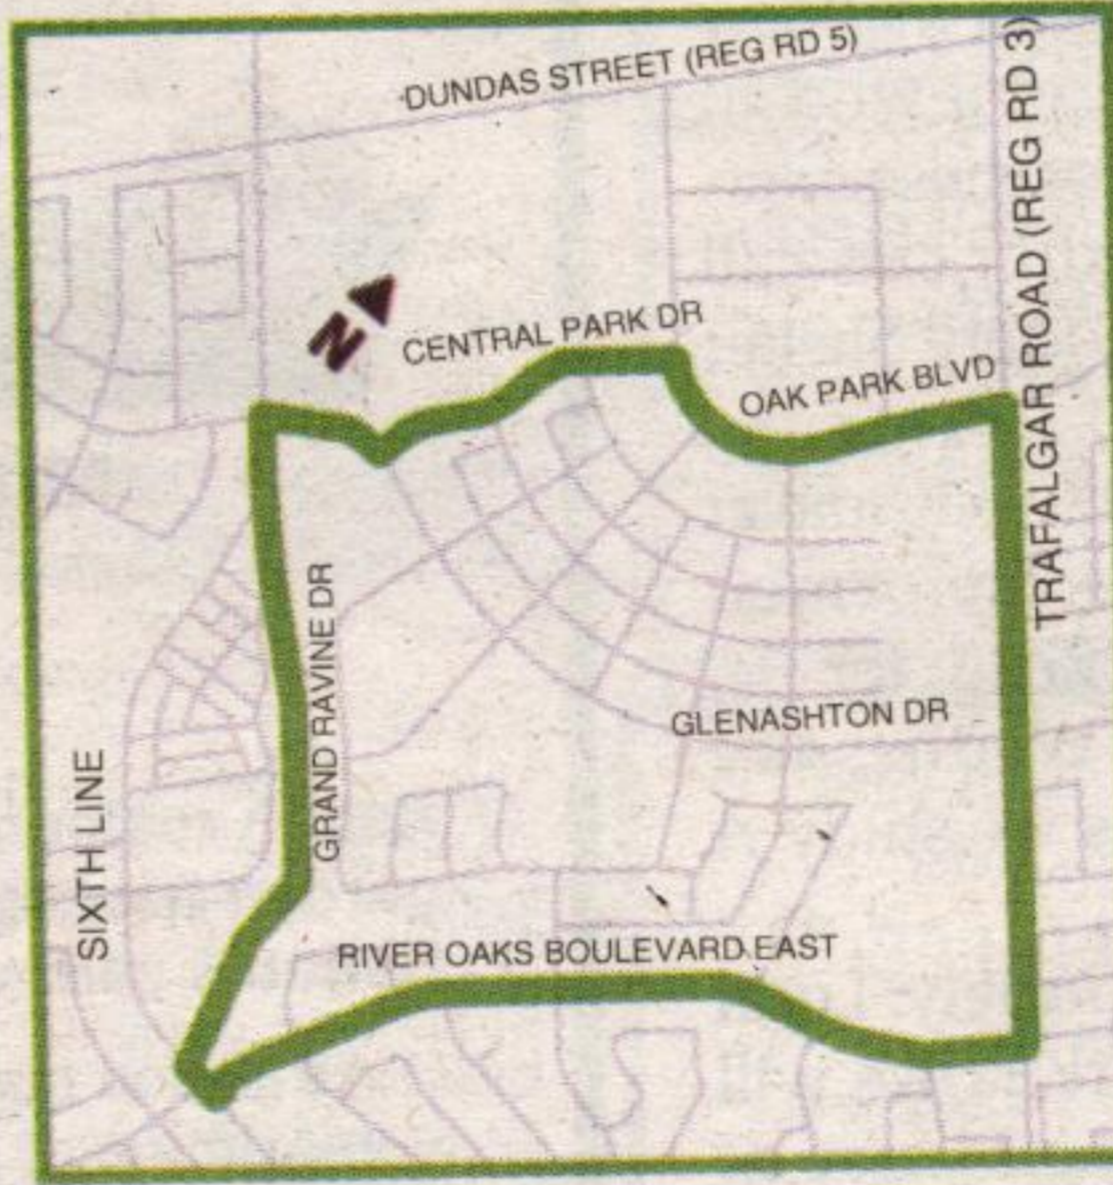 DUNDAS STREET (REG RD 5)
TRAFALGAR ROAD (REG RD 3)
N
CENTRAL PARK DR
OAK PARK BLVD
GRAND RAVINE DR
GLENASHTON DR
SIXTH LINE
RIVER OAKS BOULEVARD EAST